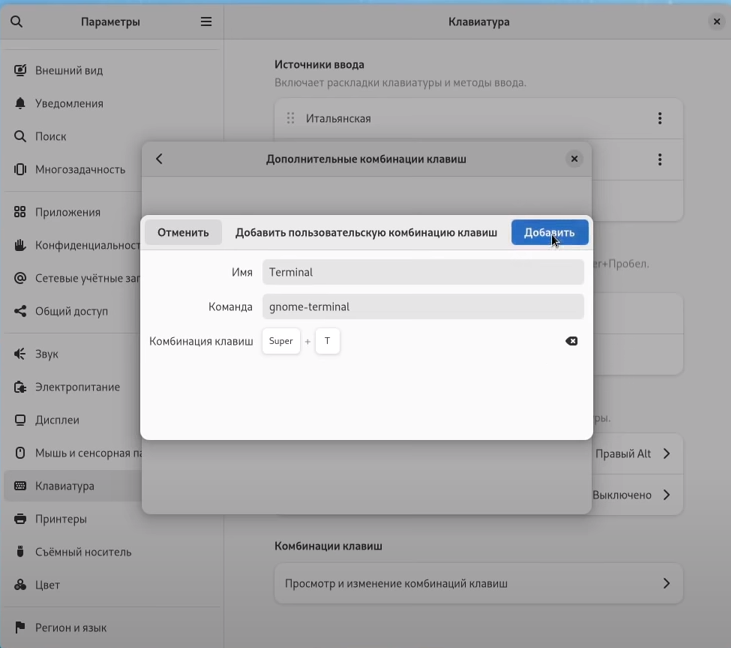 Параметры
Клавиатура
Внешний вид
Уведомления
Поиск
Многозадачность
Приложения
Конфиденциальност
Сетевые учётные заг
Общий доступ
Звук
Электропитание
Дисплеи
Мышь и сенсорная па
Клавиатура
Принтеры
Съёмный носитель
Цвет
Регион и язык
Источники ввода
Включает раскладки клавиатуры и методы ввода.
Итальянская
er+Пробел.
ры.
Правый Alt
Выключено
Комбинации клавиш
Просмотр и изменение комбинаций клавиш
Дополнительные комбинации клавиш
Отменить
Добавить пользовательскую комбинацию клавиш
Добавить
Имя
Terminal
Команда
gnome-terminal
Комбинация клавиш
Super + T